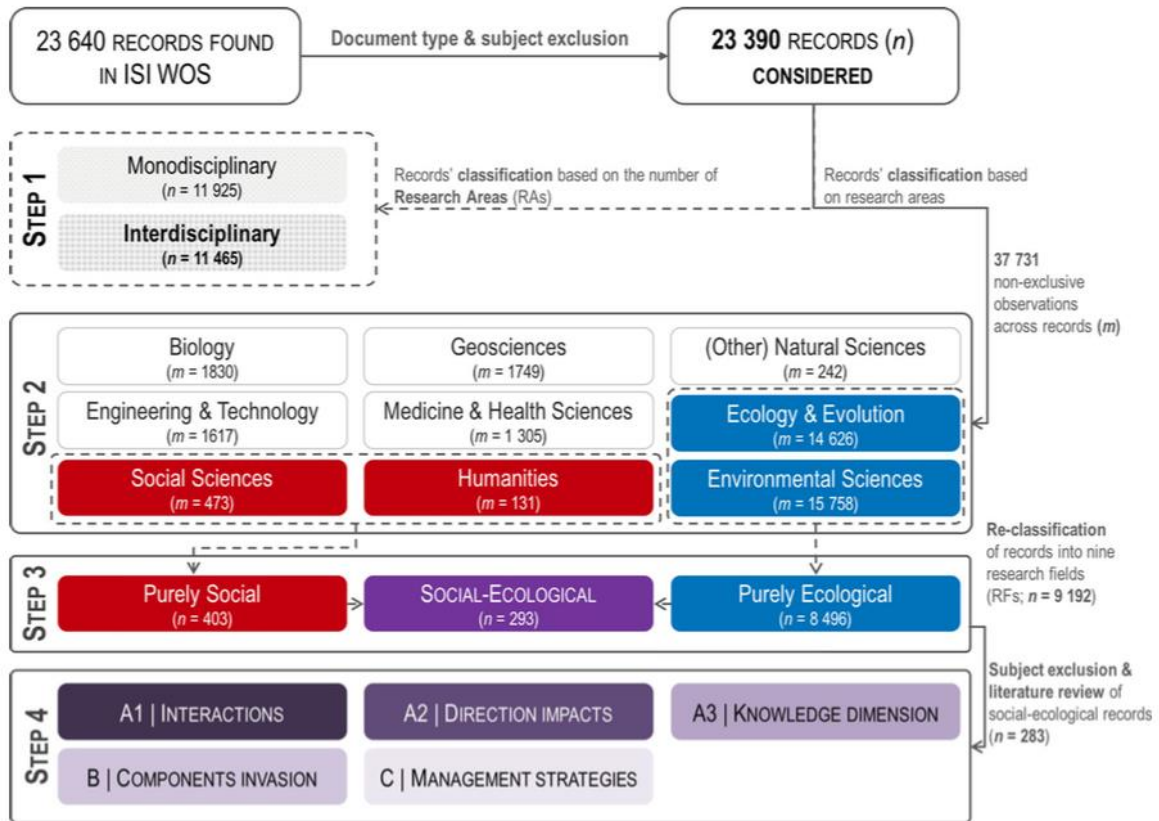 23 640 RECORDS FOUND
IN ISI WOS
Document type & subject exclusion
23 390 RECORDS (n)
CONSIDERED
STEP 1
Monodisciplinary
(n = 11 925)
Interdisciplinary
(n = 11 465)
Records' classification based on the number of
Research Areas (RAs)
Records' classification based
on research areas
37 731
non-exclusive
observations
across records (m)
STEP 2
Biology
(m = 1830)
Geosciences
(m = 1749)
(Other) Natural Sciences
(m = 242)
Engineering & Technology
(m = 1617)
Medicine & Health Sciences
(m = 1 305)
Ecology & Evolution
(m = 14 626)
Social Sciences
(m = 473)
Humanities
(m = 131)
Environmental Sciences
(m = 15 758)
Re-classification
of records into nine
research fields
(RFs; n = 9 192)
STEP 3
Purely Social
(n = 403)
SOCIAL-ECOLOGICAL
(n = 293)
Purely Ecological
(n = 8 496)
Subject exclusion &
literature review of
social-ecological records
(n = 283)
STEP 4
A1 | INTERACTIONS
A2 | DIRECTION IMPACTS
A3 | KNOWLEDGE DIMENSION
B | COMPONENTS INVASION
C | MANAGEMENT STRATEGIES